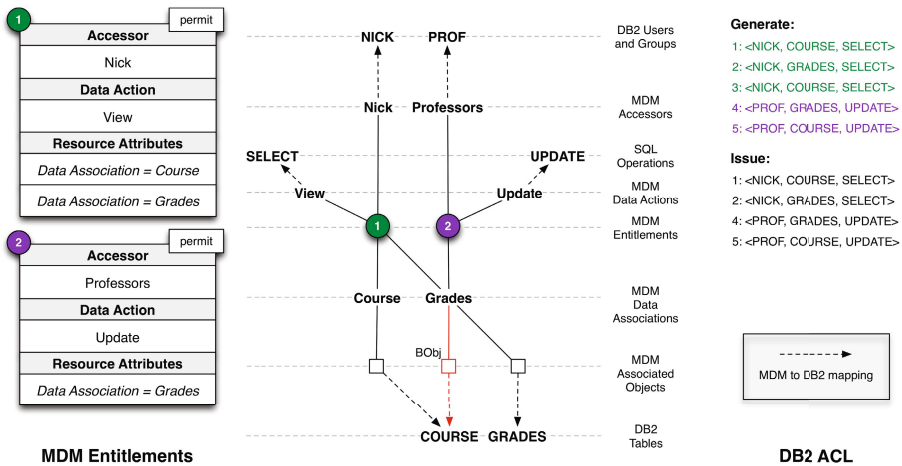 1
permit
Accessor
Nick
Data Action
View
Resource Attributes
Data Association = Course
Data Association = Grades
2
permit
Accessor
Professors
Data Action
Update
Resource Attributes
Data Association = Grades
MDM Entitlements
NICK PROF
Nick Professors
SELECT UPDATE
View Update
1 2
Course Grades
BObj
COURSE GRADES
DB2 Users
and Groups
MDM
Accessors
SQL
Operations
MDM
Data Actions
MDM
Entitlements
MDM
Data
Associations
MDM
Associated
Objects
DB2
Tables
Generate:
1: <NICK, COURSE, SELECT>
2: <NICK, GRADES, SELECT>
3: <NICK, COURSE, SELECT>
4: <PROF, GRADES, UPDATE>
5: <PROF, COURSE, UPDATE>
Issue:
1: <NICK, COURSE, SELECT>
2: <NICK, GRADES, SELECT>
4: <PROF, GRADES, UPDATE>
5: <PROF, COURSE, UPDATE>
MDM to DB2 mapping
DB2 ACL